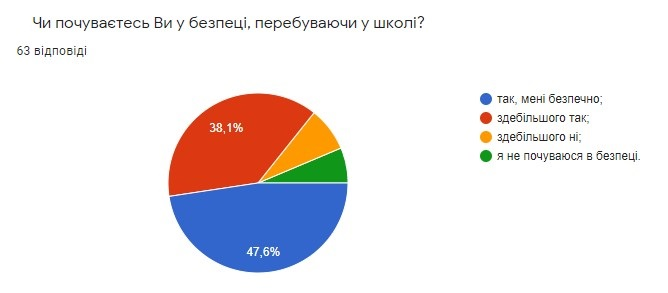 Чи почуваєтесь Ви у безпеці, перебуваючи у школі?
63 відповіді
так, мені безпечно;
здебільшого так;
здебільшого ні;
я не почуваюся в безпеці.
38,1%
47,6%